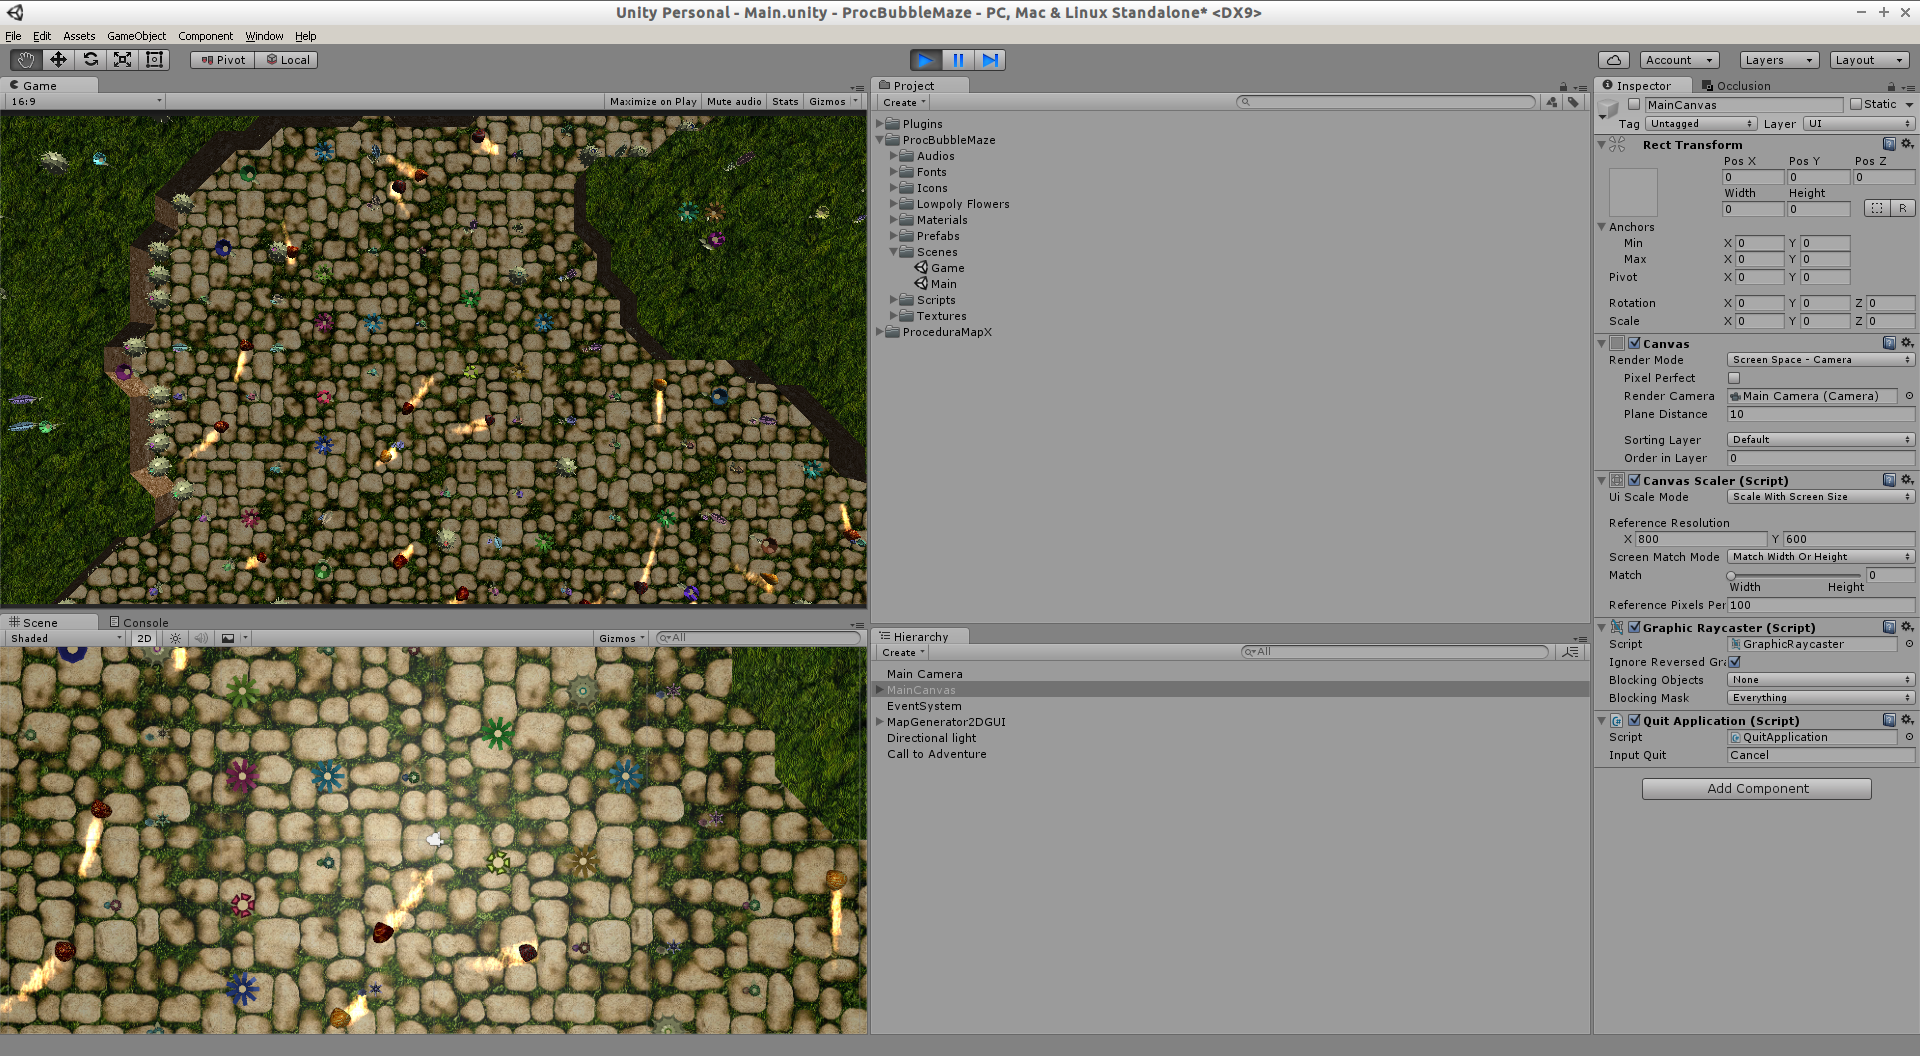 Unity Personal - Main.unity - ProcBubbleMaze - PC, Mac & Linux Standalone* <DX9>
File Edit Assets GameObject Component Window Help
Pivot Local Account Layers Layout
Game
16:9 Maximize on Play Mute audio Stats Gizmos
Project
Create
Plugins
ProcBubbleMaze
Audios
Fonts
Icons
Lowpoly Flowers
Materials
Prefabs
Scenes
Game
Main
Scripts
Textures
ProceduraMapX
Scene Console
Shaded 2D Gizmos All
Hierarchy
Create All
Main Camera
MainCanvas
EventSystem
MapGenerator2DGUI
Directional light
Call to Adventure
Inspector Occlusion
MainCanvas Static
Tag Untagged Layer UI
Rect Transform
Pos X Pos Y Pos Z
0 0 0
Width Height
0 0 R
Anchors
Min X 0 Y 0
Max X 0 Y 0
Pivot X 0 Y 0
Rotation X 0 Y 0 Z 0
Scale X 0 Y 0 Z 0
Canvas
Render Mode Screen Space - Camera
Pixel Perfect
Render Camera Main Camera (Camera)
Plane Distance 10
Sorting Layer Default
Order in Layer 0
Canvas Scaler (Script)
Ui Scale Mode Scale With Screen Size
Reference Resolution
X 800 Y 600
Screen Match Mode Match Width Or Height
Match 0
Width Height
Reference Pixels Per 100
Graphic Raycaster (Script)
Script GraphicRaycaster
Ignore Reversed Gra
Blocking Objects None
Blocking Mask Everything
Quit Application (Script)
Script QuitApplication
Input Quit Cancel
Add Component